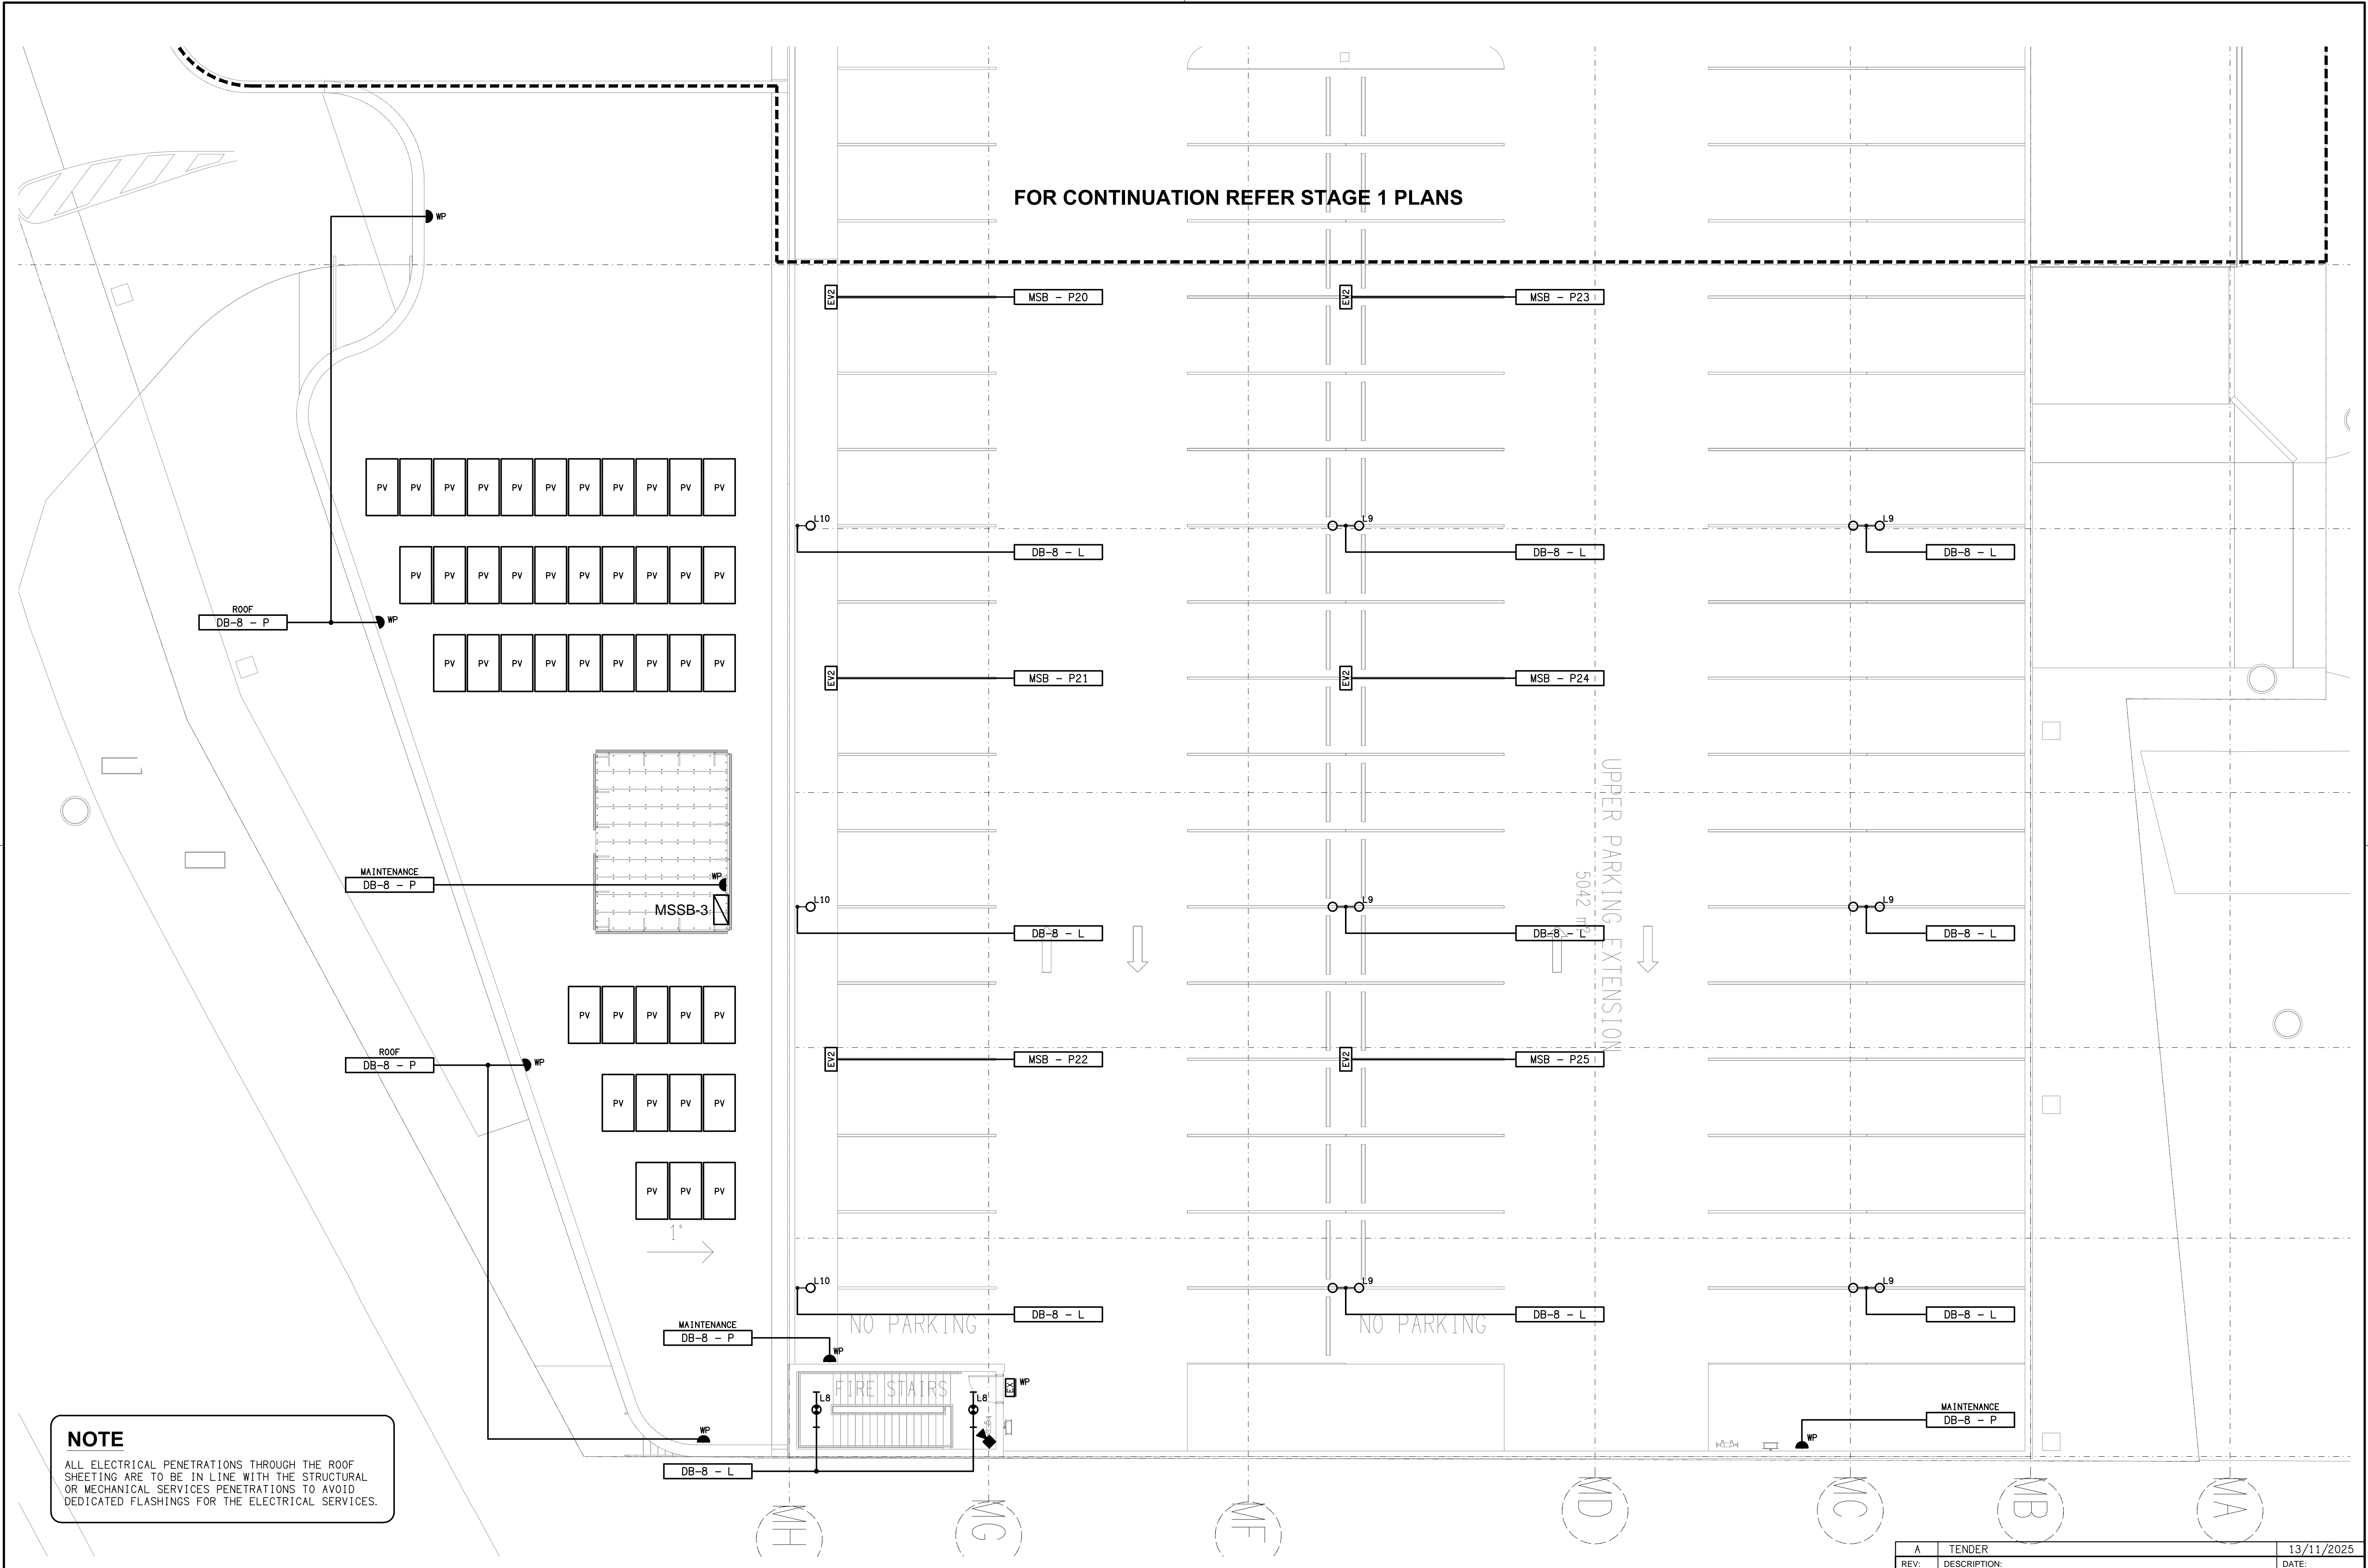 FOR CONTINUATION REFER STAGE 1 PLANS
WP
EV2
MSB - P20
EV2
MSB - P23
PV PV PV PV PV PV PV PV PV PV PV
L10
L9
L9
DB-8 - L
DB-8 - L
DB-8 - L
PV PV PV PV PV PV PV PV PV PV
ROOF
DB-8 - P
WP
PV PV PV PV PV PV PV PV PV
EV2
MSB - P21
EV2
MSB - P24
UPPER PARKING EXTENSION
5042 m²
MAINTENANCE
DB-8 - P
WP
MSSB-3
L10
L9
L9
DB-8 - L
DB-8 - L
DB-8 - L
PV PV PV PV PV
ROOF
DB-8 - P
WP
EV2
MSB - P22
EV2
MSB - P25
PV PV PV PV
PV PV PV
1°
L10
L9
L9
DB-8 - L
DB-8 - L
DB-8 - L
NO PARKING
NO PARKING
MAINTENANCE
DB-8 - P
WP
FIRE STAIRS
L8
L8
EX
WP
MAINTENANCE
DB-8 - P
WP
WP
DB-8 - L
NOTE
ALL ELECTRICAL PENETRATIONS THROUGH THE ROOF
SHEETING ARE TO BE IN LINE WITH THE STRUCTURAL
OR MECHANICAL SERVICES PENETRATIONS TO AVOID
DEDICATED FLASHINGS FOR THE ELECTRICAL SERVICES.
MH
MG
MF
MD
MC
MB
MA
A TENDER 13/11/2025
REV: DESCRIPTION: DATE: